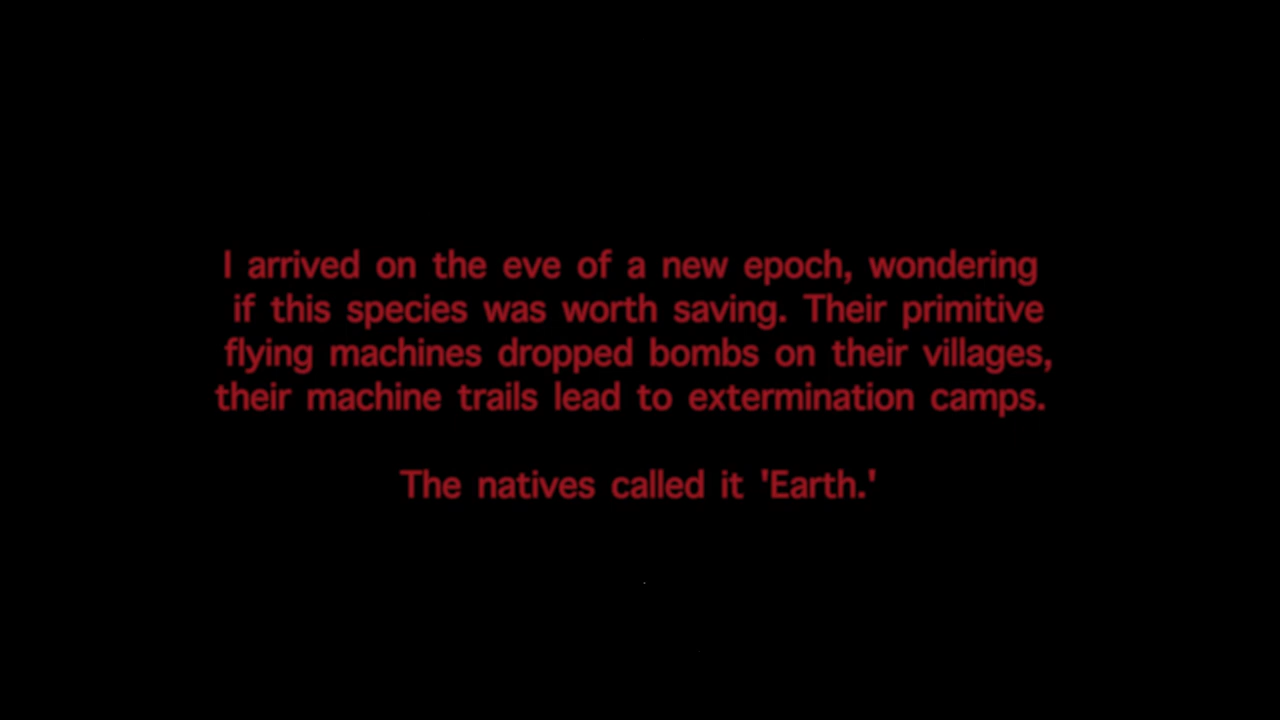 I arrived on the eve of a new epoch, wondering
if this species was worth saving. Their primitive
flying machines dropped bombs on their villages,
their machine trails lead to extermination camps.
The natives called it 'Earth.'